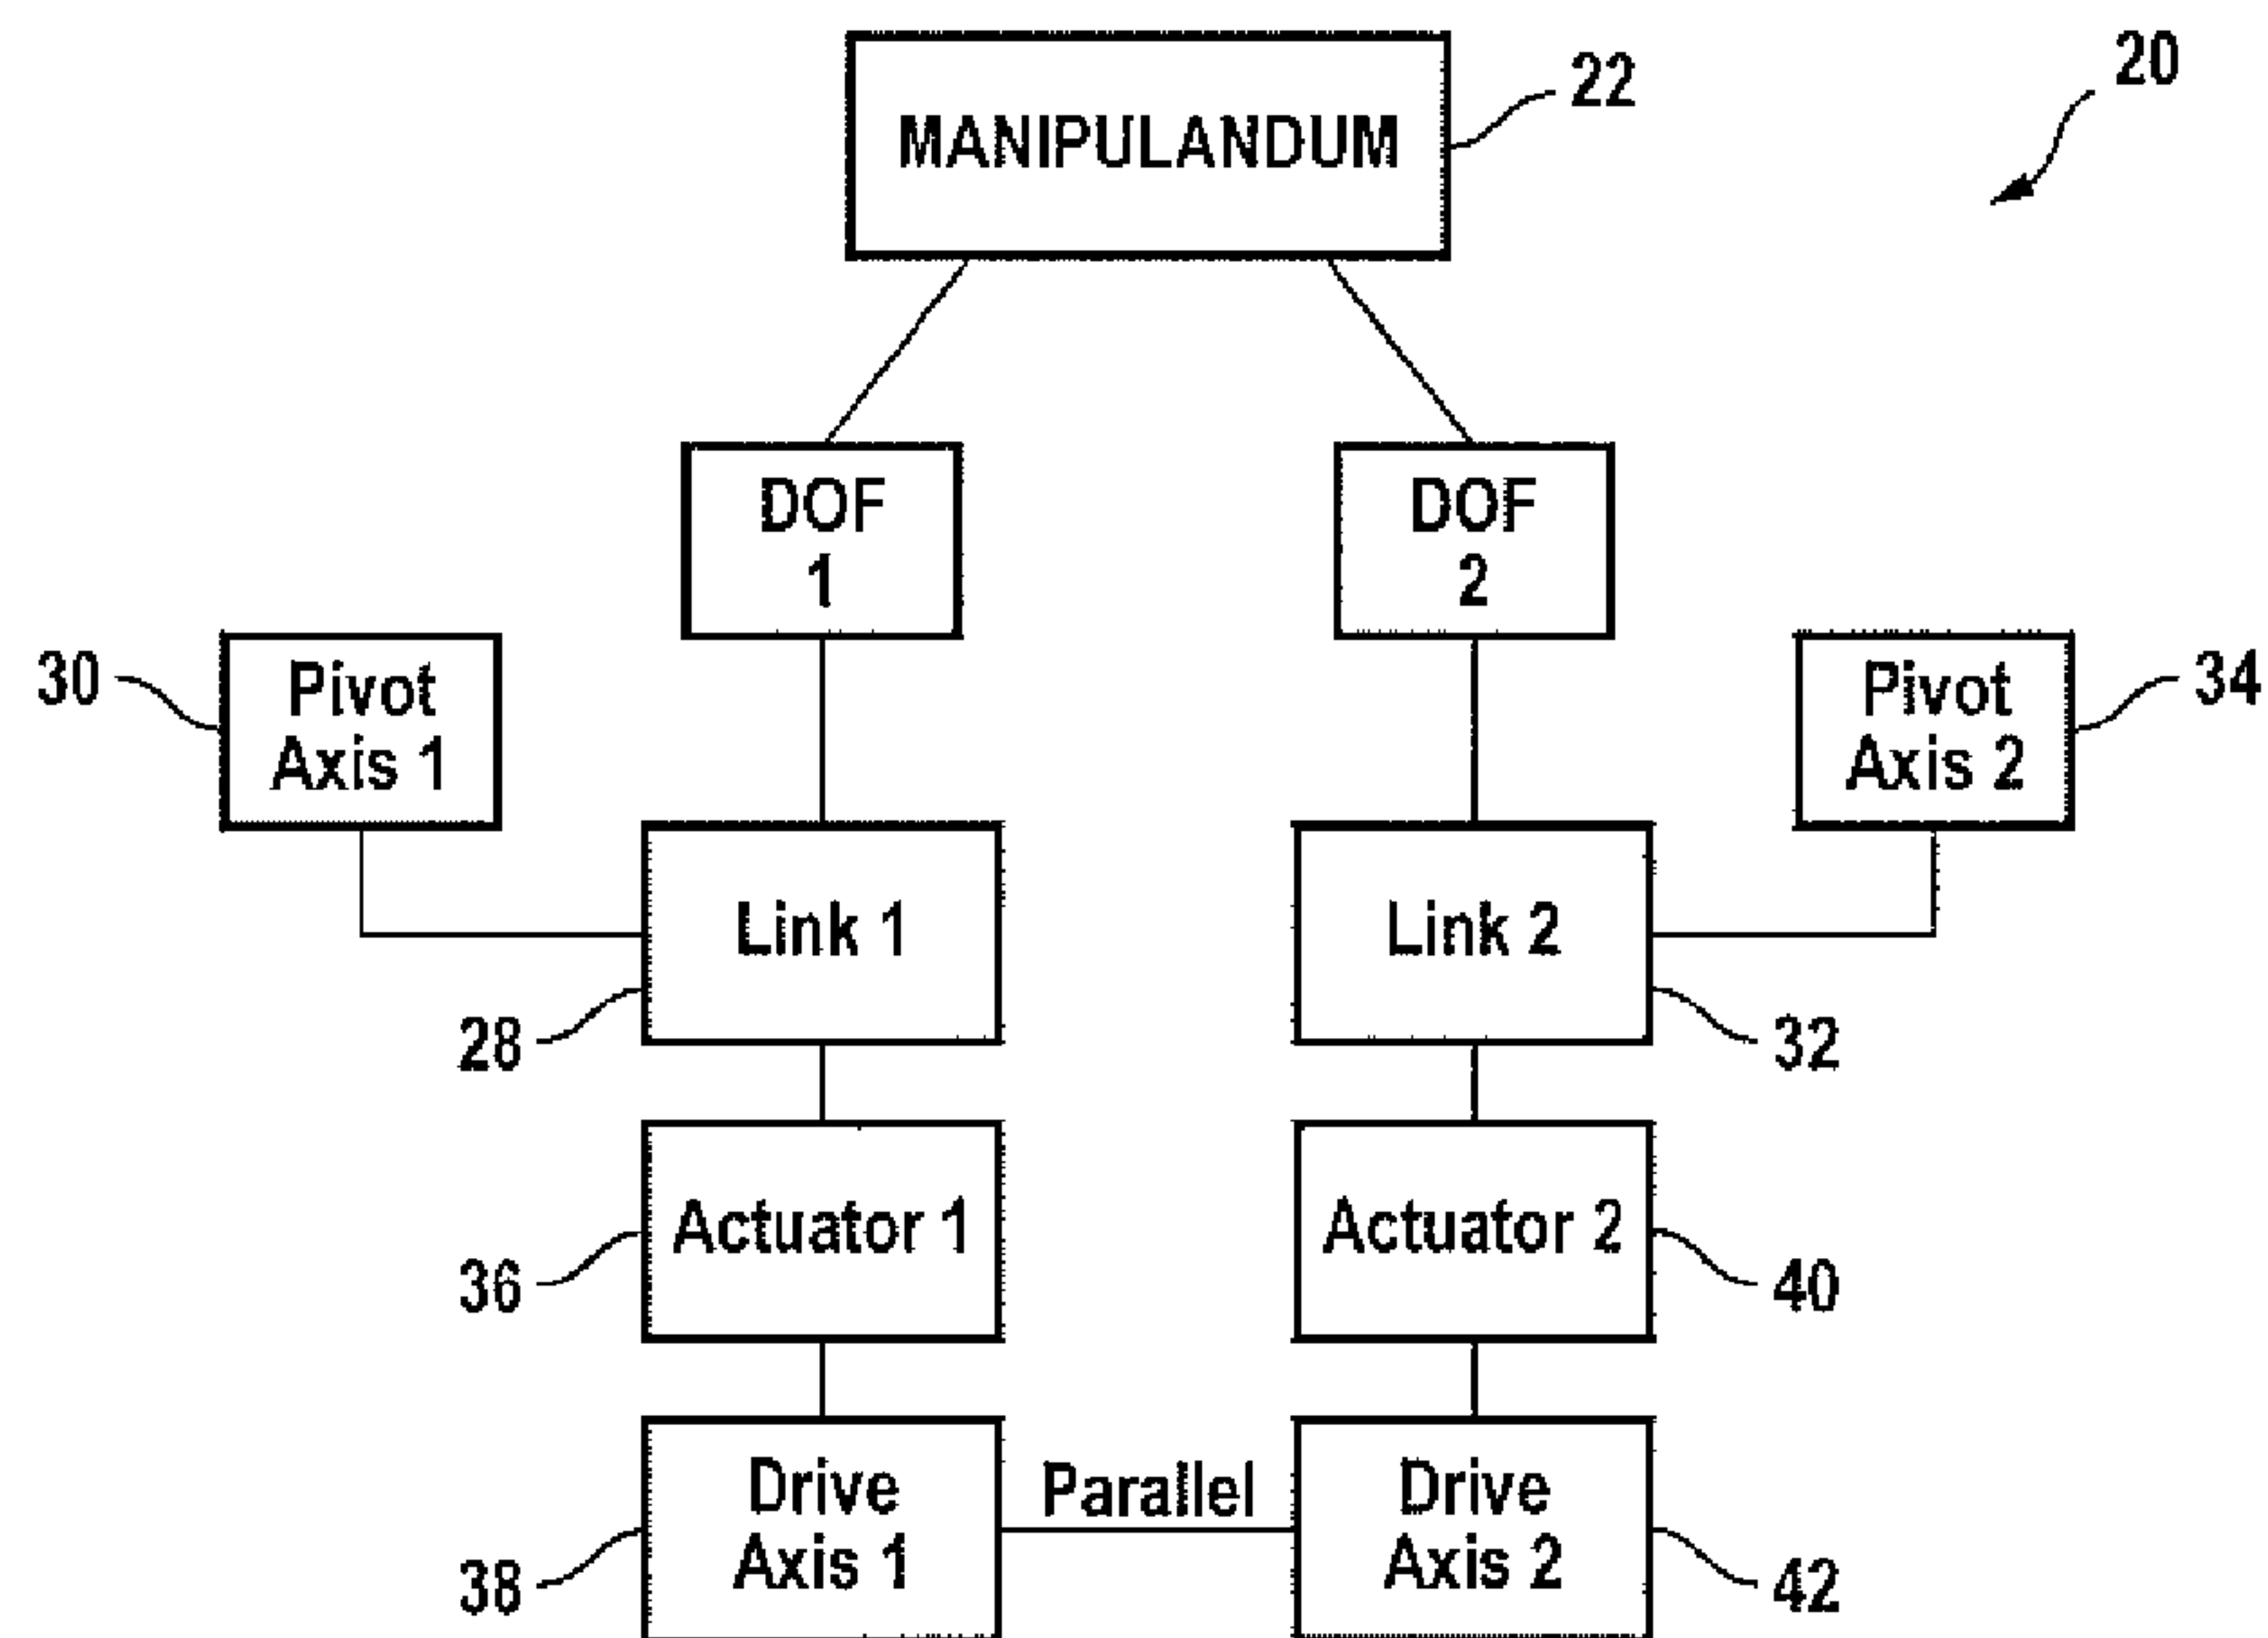 20
MANIPULANDUM
22
DOF
1
DOF
2
30
Pivot
Axis 1
Pivot
Axis 2
34
Link 1
Link 2
28
32
Actuator 1
Actuator 2
36
40
Drive
Axis 1
Parallel
Drive
Axis 2
38
42